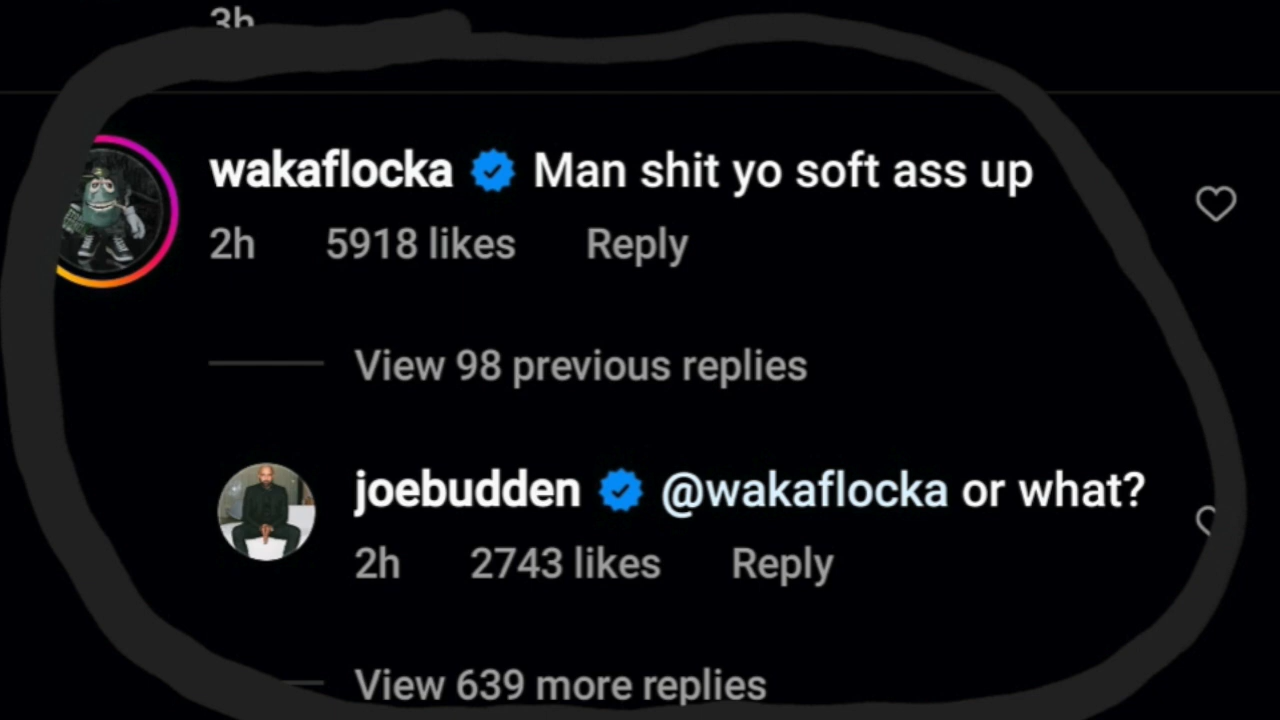 3h
wakaflocka Man shit yo soft ass up
2h 5918 likes Reply
View 98 previous replies
joebudden @wakaflocka or what?
2h 2743 likes Reply
View 639 more replies